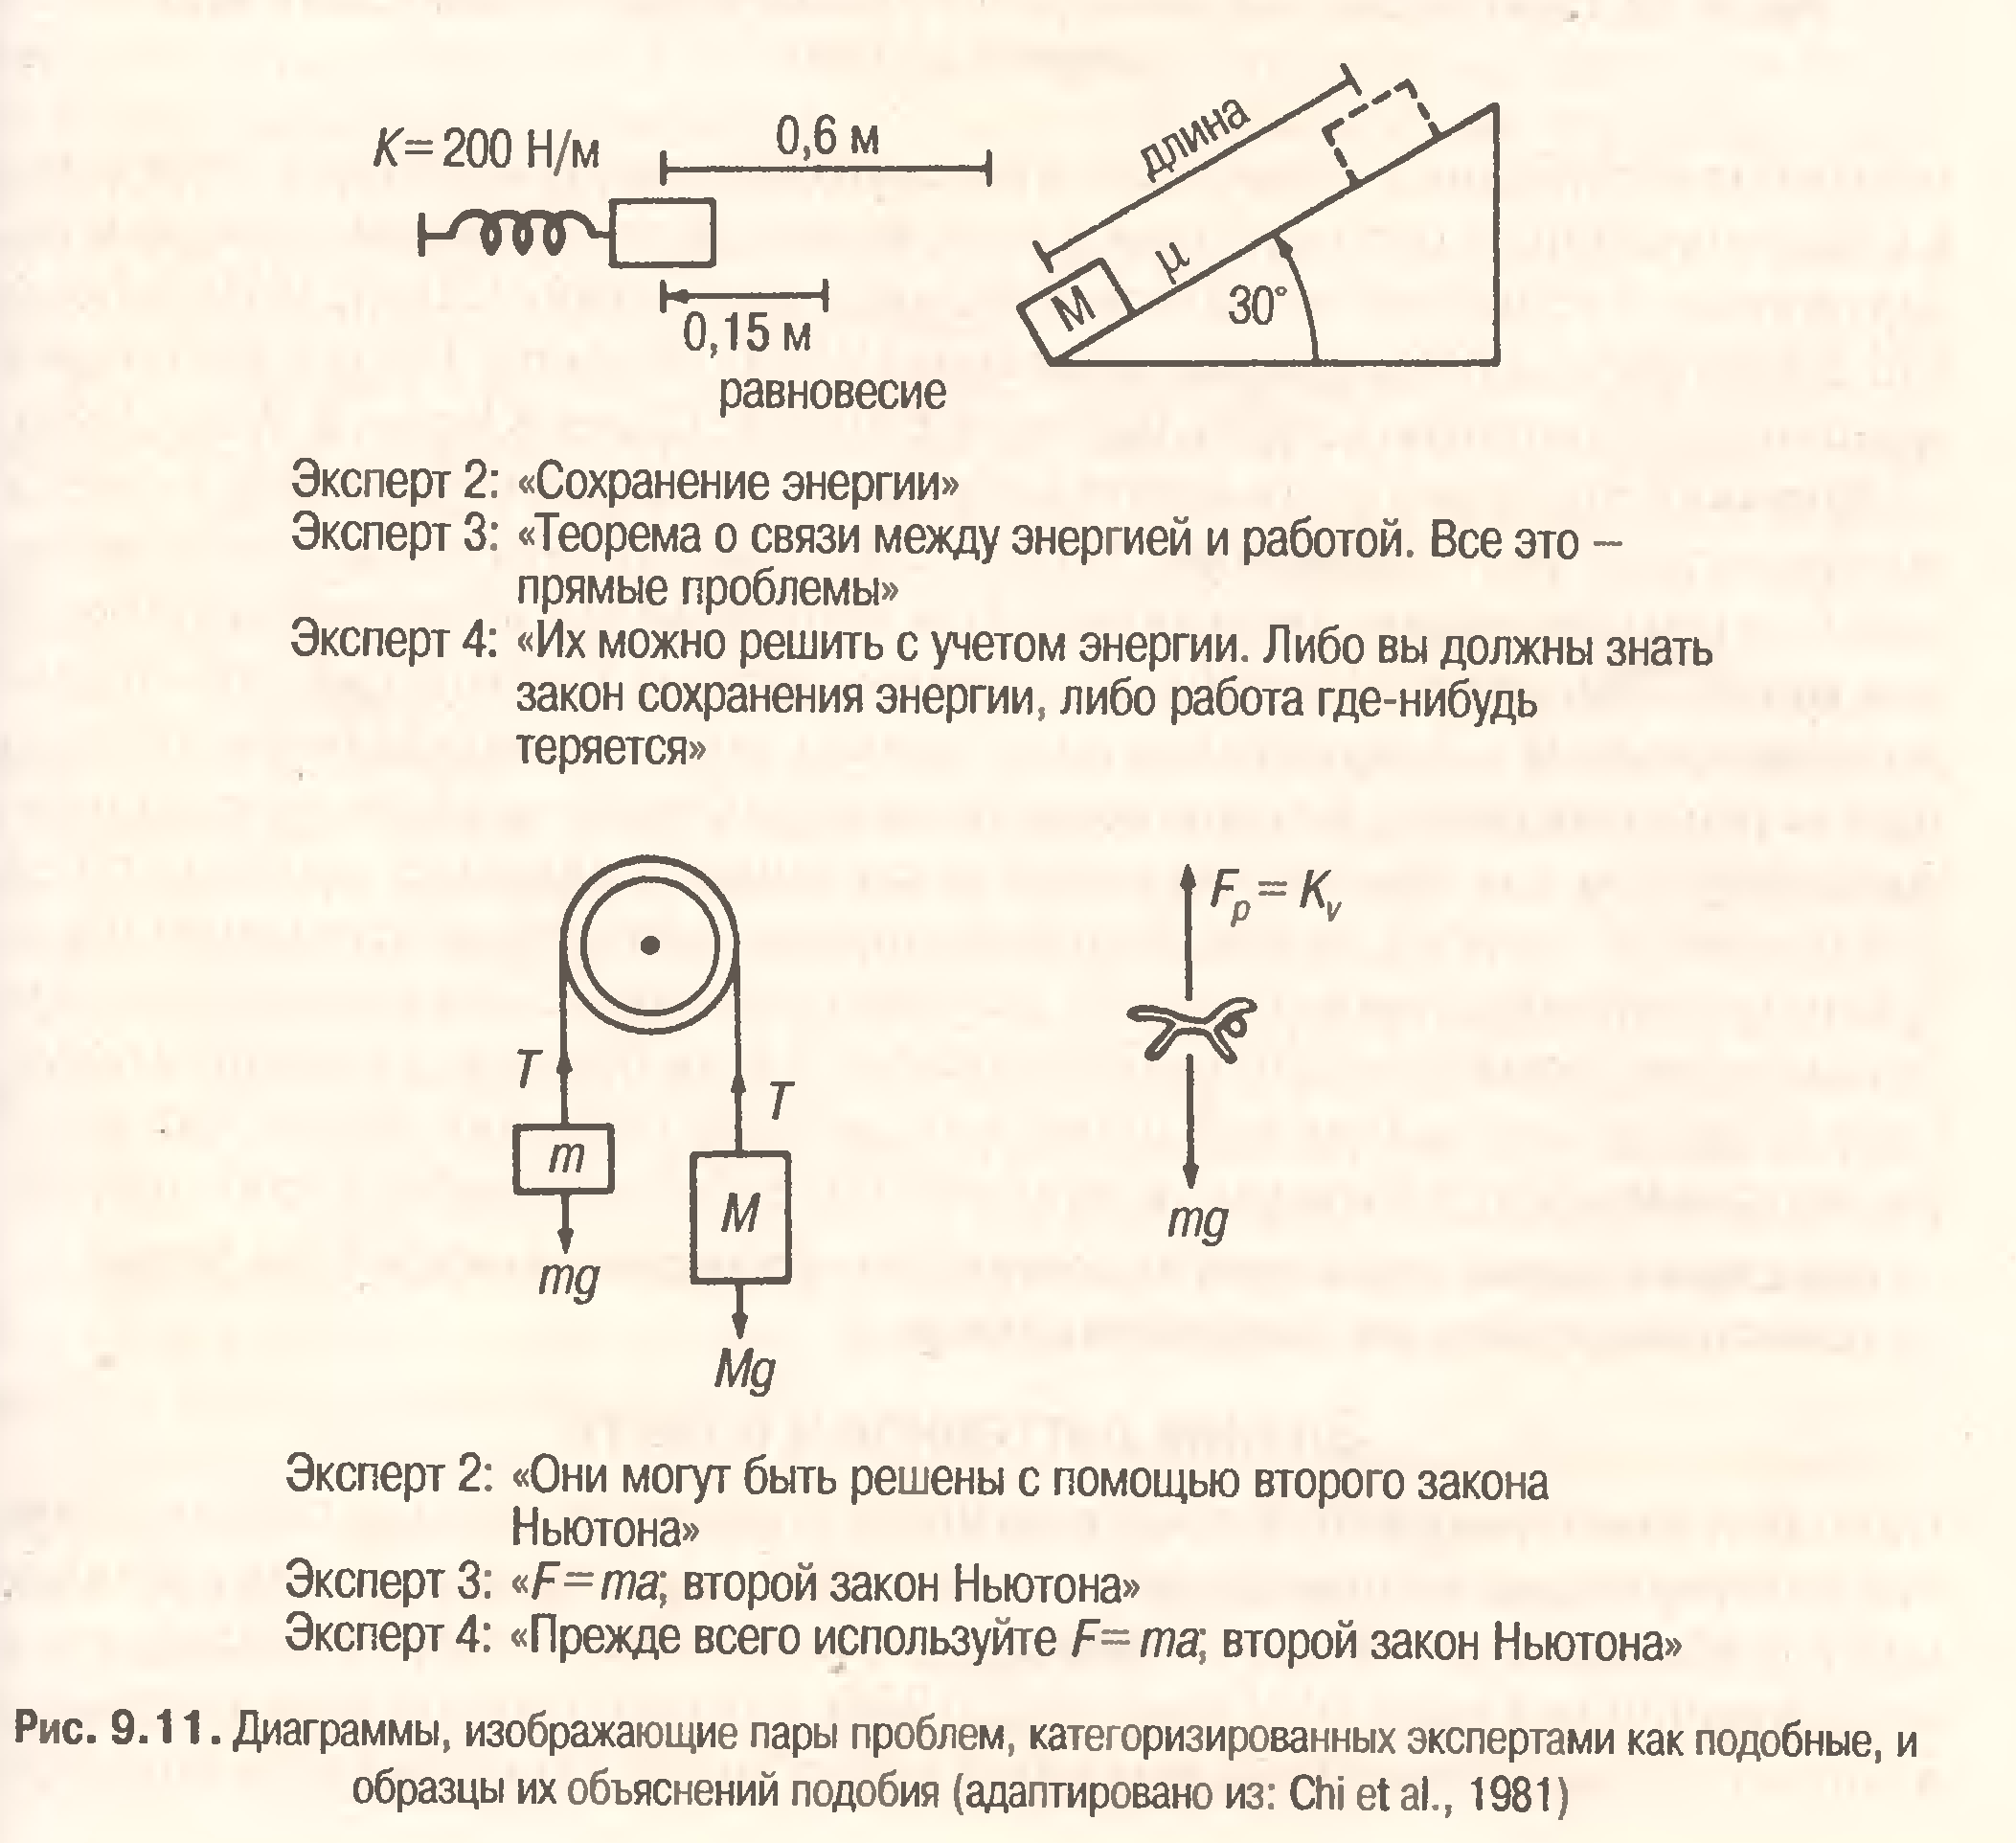 K= 200 Н/м
0,6 м
0,15 м
равновесие
длина
М
μ
30°
Эксперт 2: «Сохранение энергии»
Эксперт 3: «Теорема о связи между энергией и работой. Все это –
прямые проблемы»
Эксперт 4: «Их можно решить с учетом энергии. Либо вы должны знать
закон сохранения энергии, либо работа где-нибудь
теряется»
T
T
m
M
mg
Mg
Fp = Kv
mg
Эксперт 2: «Они могут быть решены с помощью второго закона
Ньютона»
Эксперт 3: «F=ma; второй закон Ньютона»
Эксперт 4: «Прежде всего используйте F=ma; второй закон Ньютона»
Рис. 9.11. Диаграммы, изображающие пары проблем, категоризированных экспертами как подобные, и
образцы их объяснений подобия (адаптировано из: Chi et al., 1981)